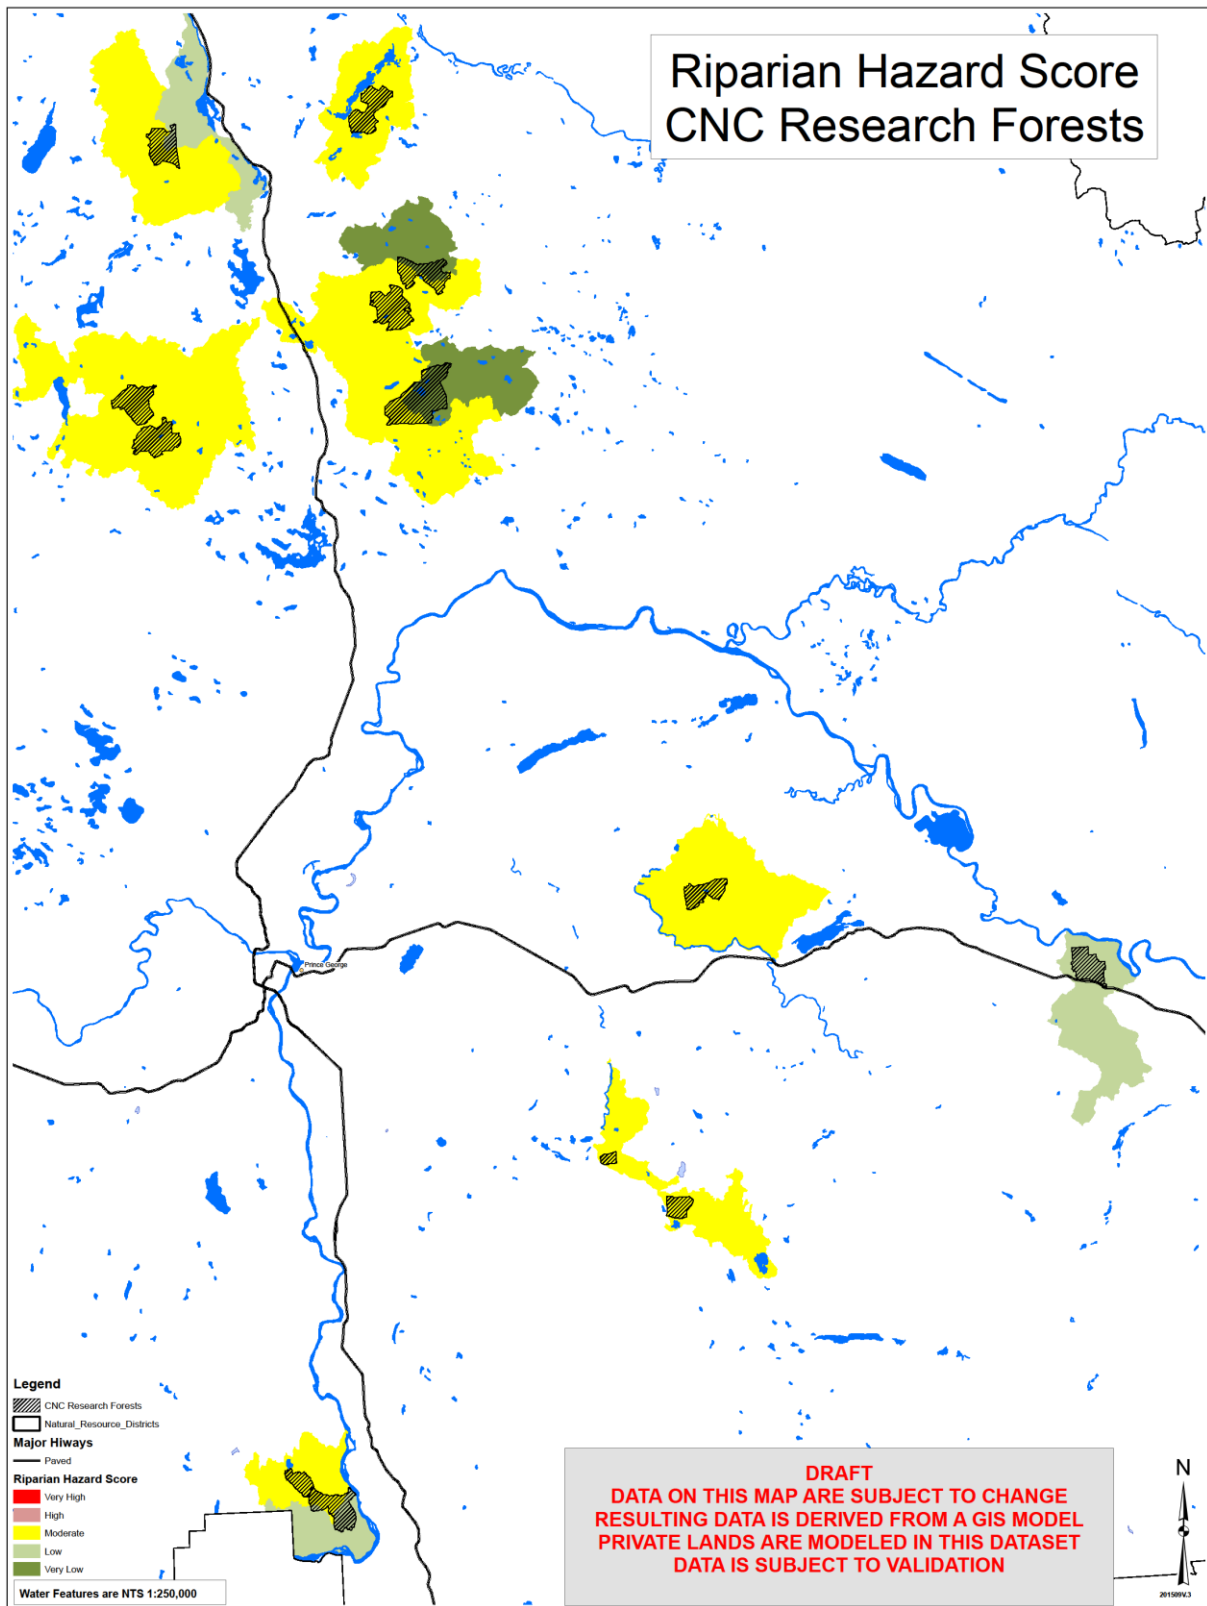 Riparian Hazard Score
CNC Research Forests
Prince George
Legend
CNC Research Forests
Natural_Resource_Districts
Major Hiways
Paved
Riparian Hazard Score
Very High
High
Moderate
Low
Very Low
Water Features are NTS 1:250,000
DRAFT
DATA ON THIS MAP ARE SUBJECT TO CHANGE
RESULTING DATA IS DERIVED FROM A GIS MODEL
PRIVATE LANDS ARE MODELED IN THIS DATASET
DATA IS SUBJECT TO VALIDATION
N
201509V.3